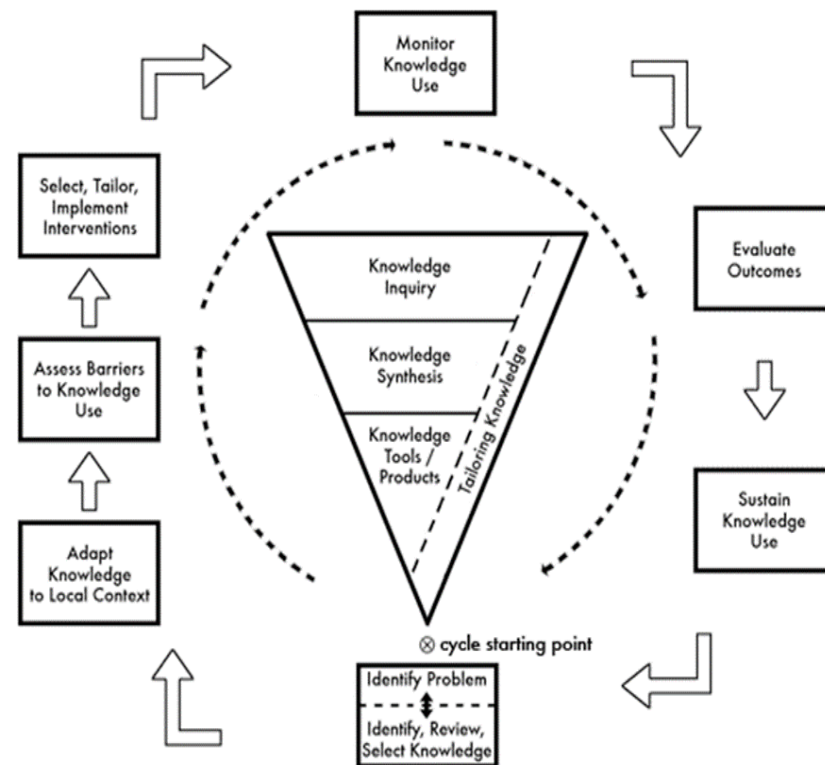 Monitor
Knowledge
Use
Select, Tailor,
Implement
Interventions
Evaluate
Outcomes
Knowledge
Inquiry
Knowledge
Synthesis
Knowledge
Tools /
Products
Tailoring Knowledge
Assess Barriers
to Knowledge
Use
Sustain
Knowledge
Use
Adapt
Knowledge
to Local Context
⊗ cycle starting point
Identify Problem
Identify, Review,
Select Knowledge